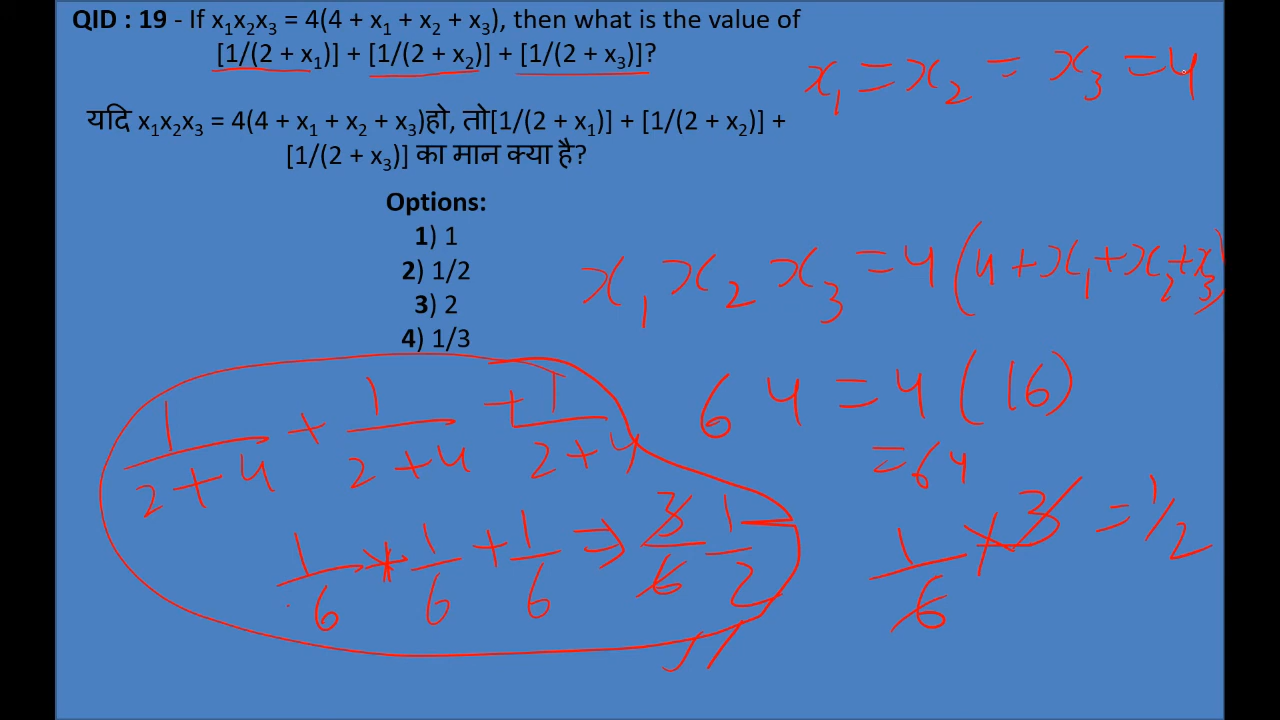 QID : 19 - If x₁x₂x₃ = 4(4 + x₁ + x₂ + x₃), then what is the value of
[1/(2 + x₁)] + [1/(2 + x₂)] + [1/(2 + x₃)]?
x₁ = x₂ = x₃ = 4
यदि x₁x₂x₃ = 4(4 + x₁ + x₂ + x₃)हो, तो[1/(2 + x₁)] + [1/(2 + x₂)] +
[1/(2 + x₃)] का मान क्या है?
Options:
1) 1
2) 1/2
3) 2
4) 1/3
x₁ x₂ x₃ = 4(4 + x₁ + x₂ + x₃)
64 = 4(16)
= 64
1/(2+4) + 1/(2+4) + 1/(2+4)
1/6 + 1/6 + 1/6 ⇒ 3/6 1/2
1/6 × 3 = 1/2